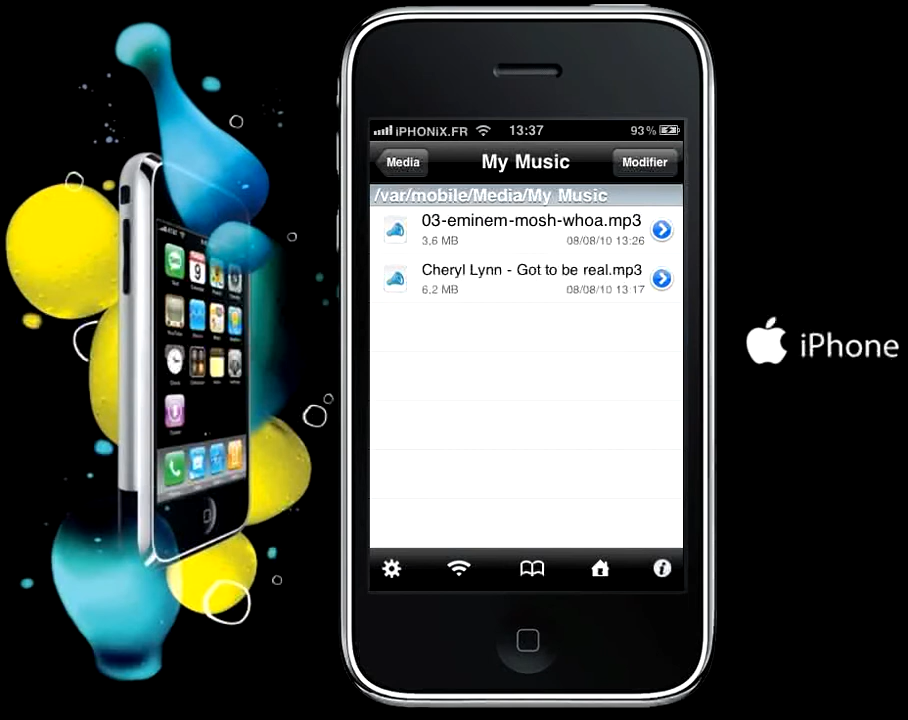 iPHONiX.FR 13:37 93 %
Media My Music Modifier
/var/mobile/Media/My Music
03-eminem-mosh-whoa.mp3
3,6 MB 08/08/10 13:26
Cheryl Lynn - Got to be real.mp3
6.2 MB 08/08/10 13:17
iPhone
9